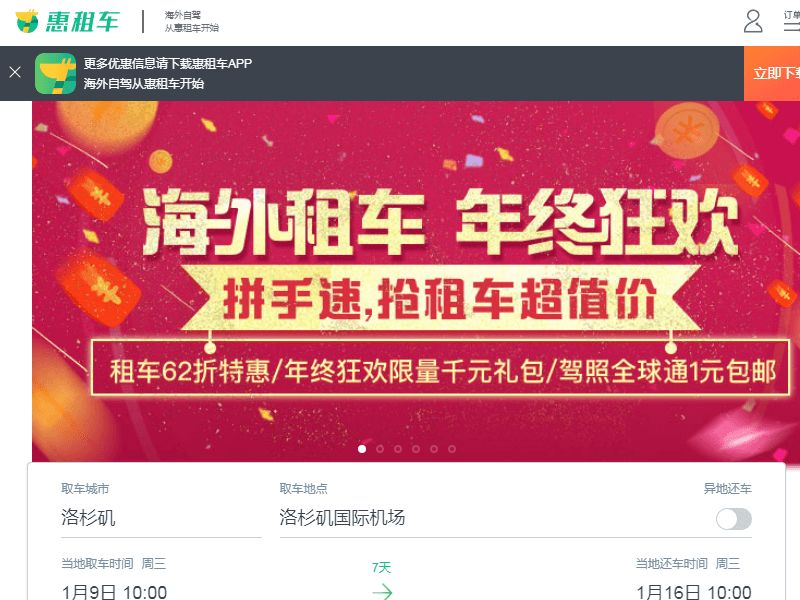 惠租车
海外自驾
从惠租车开始
订单
更多优惠信息请下载惠租车APP
海外自驾从惠租车开始
立即下
海外租车 年终狂欢
拼手速,抢租车超值价
租车62折特惠/年终狂欢限量千元礼包/驾照全球通1元包邮
取车城市
取车地点
异地还车
洛杉矶
洛杉矶国际机场
当地取车时间 周三
7天
当地还车时间 周三
1月9日 10:00
1月16日 10:00